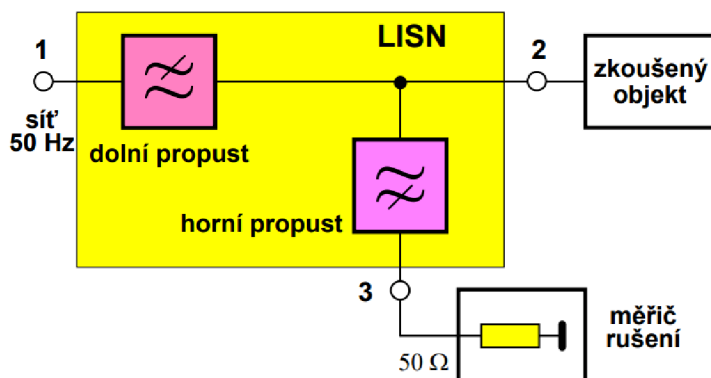 LISN
1
2
síť
50 Hz
dolní propust
zkoušený
objekt
horní propust
3
měřič
rušení
50 Ω